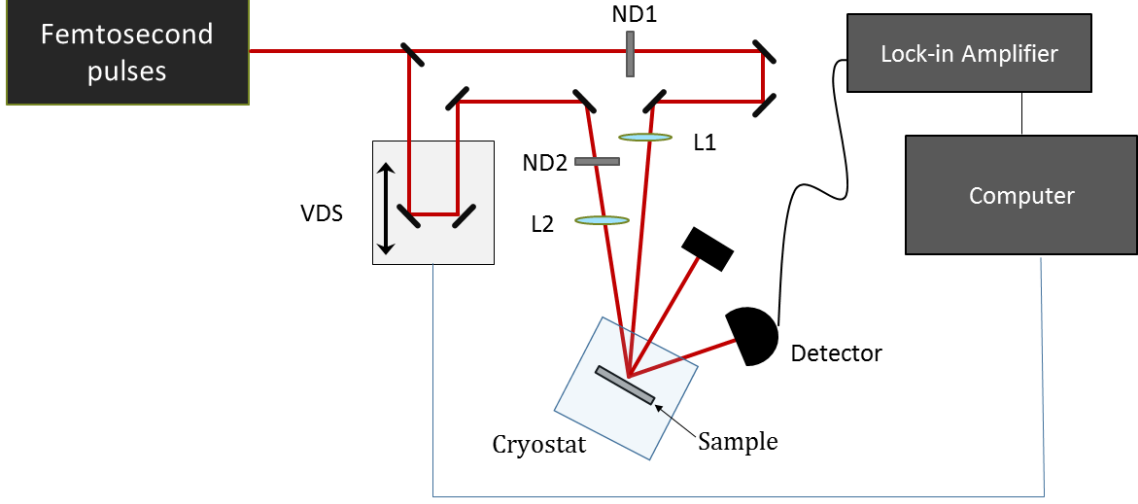 Femtosecond
pulses
ND1
Lock-in Amplifier
L1
ND2
Computer
VDS
L2
Detector
Cryostat
Sample